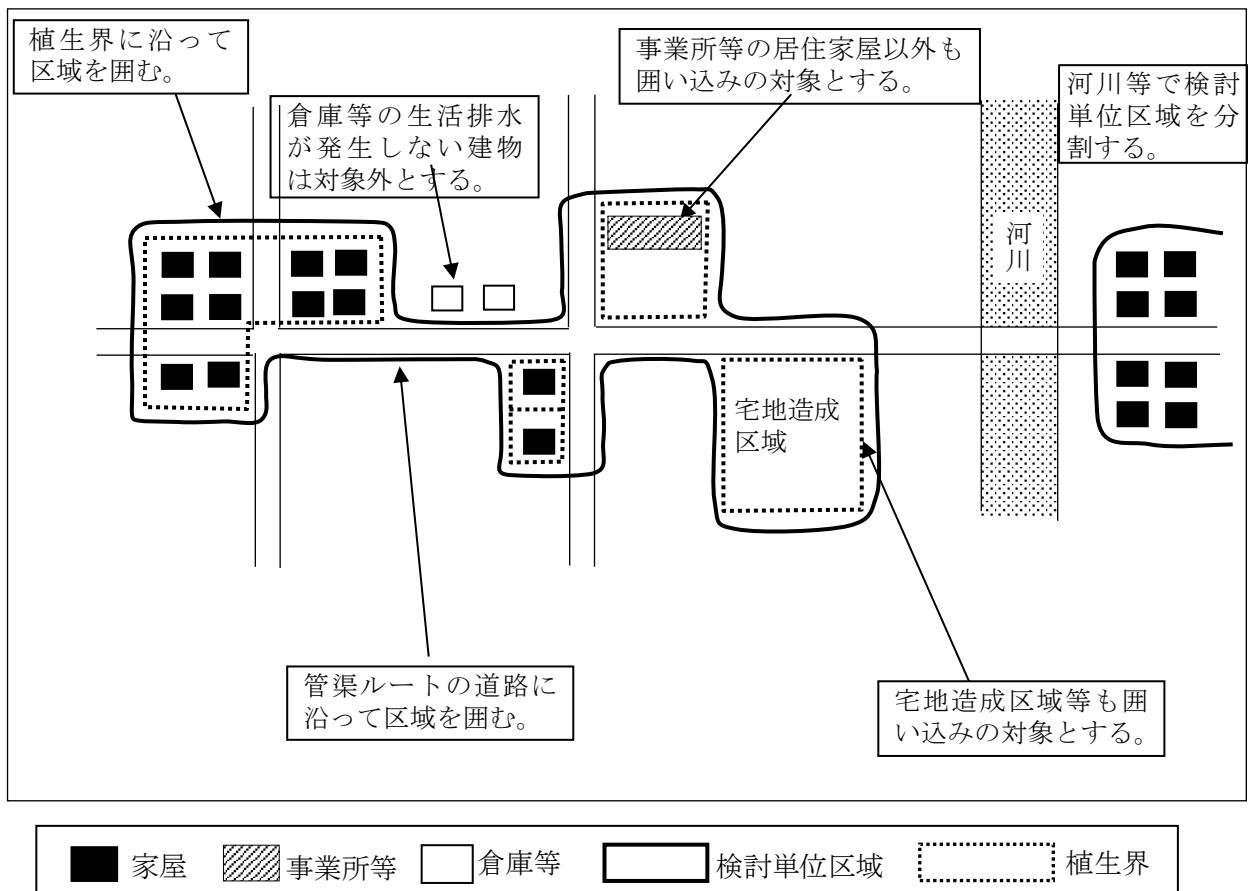 植生界に沿って
区域を囲む。
事業所等の居住家屋以外も
囲い込みの対象とする。
河川等で検討
単位区域を分
割する。
倉庫等の生活排水
が発生しない建物
は対象外とする。
河
川
宅地造成
区域
管渠ルートの道路に
沿って区域を囲む。
宅地造成区域等も囲
い込みの対象とする。
家屋
事業所等
倉庫等
検討単位区域
植生界